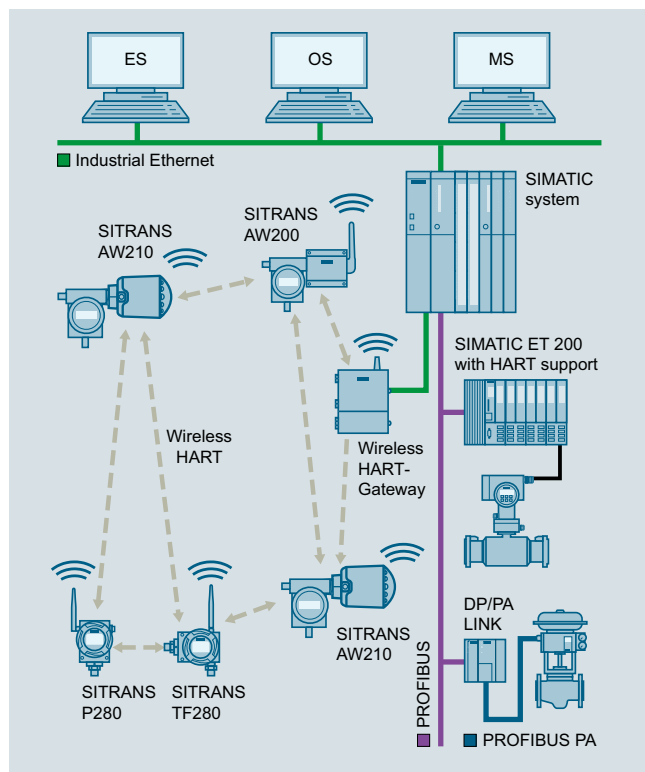 ES
OS
MS
Industrial Ethernet
SIMATIC
system
SITRANS
AW210
SITRANS
AW200
SIMATIC ET 200
with HART support
Wireless
HART
Wireless
HART-
Gateway
SITRANS
AW210
DP/PA
LINK
SITRANS
P280
SITRANS
TF280
PROFIBUS
PROFIBUS PA